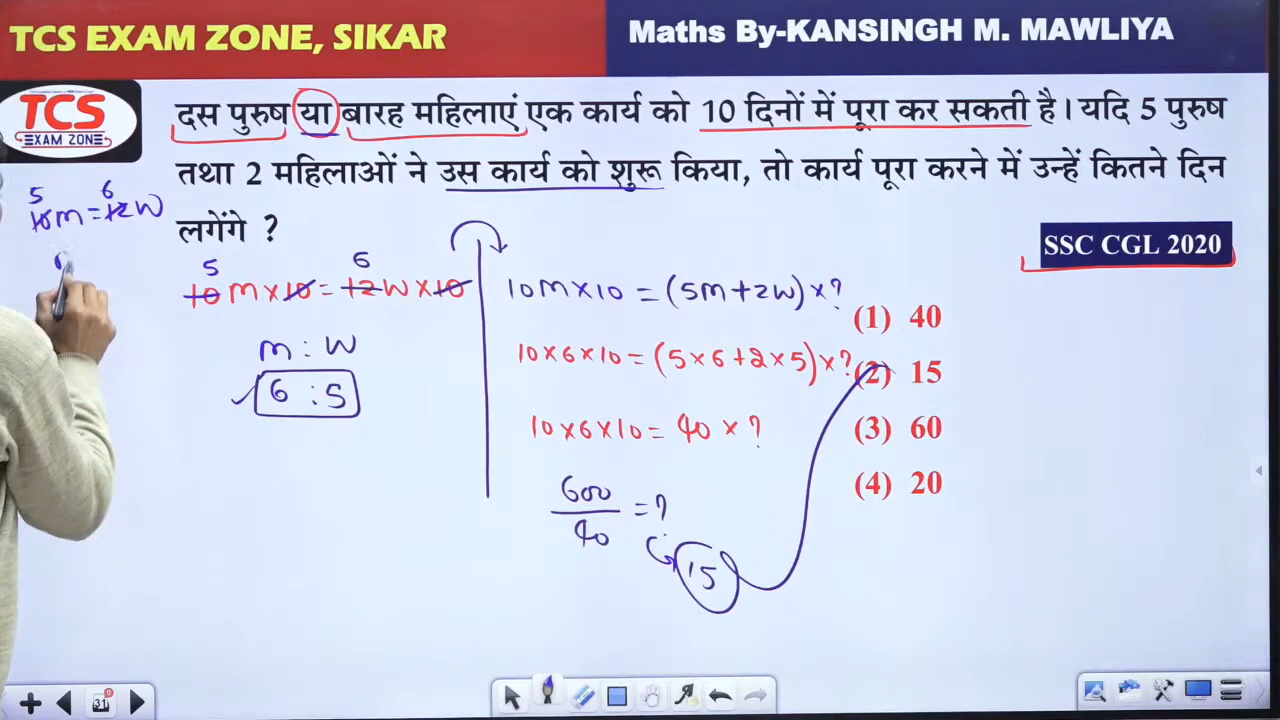 TCS EXAM ZONE, SIKAR
Maths By-KANSINGH M. MAWLIYA
TCS
EXAM ZONE
दस पुरुष या बारह महिलाएं एक कार्य को 10 दिनों में पूरा कर सकती है। यदि 5 पुरुष
तथा 2 महिलाओं ने उस कार्य को शुरू किया, तो कार्य पूरा करने में उन्हें कितने दिन
लगेंगे ?
SSC CGL 2020
5 6
10M = 12W
5 6
10M × 10 = 12W × 10
M : W
6 : 5
10M × 10 = (5M + 2W) × ?
10 × 6 × 10 = (5 × 6 + 2 × 5) × ?
10 × 6 × 10 = 40 × ?
600
40
= ?
15
(1) 40
(2) 15
(3) 60
(4) 20
31